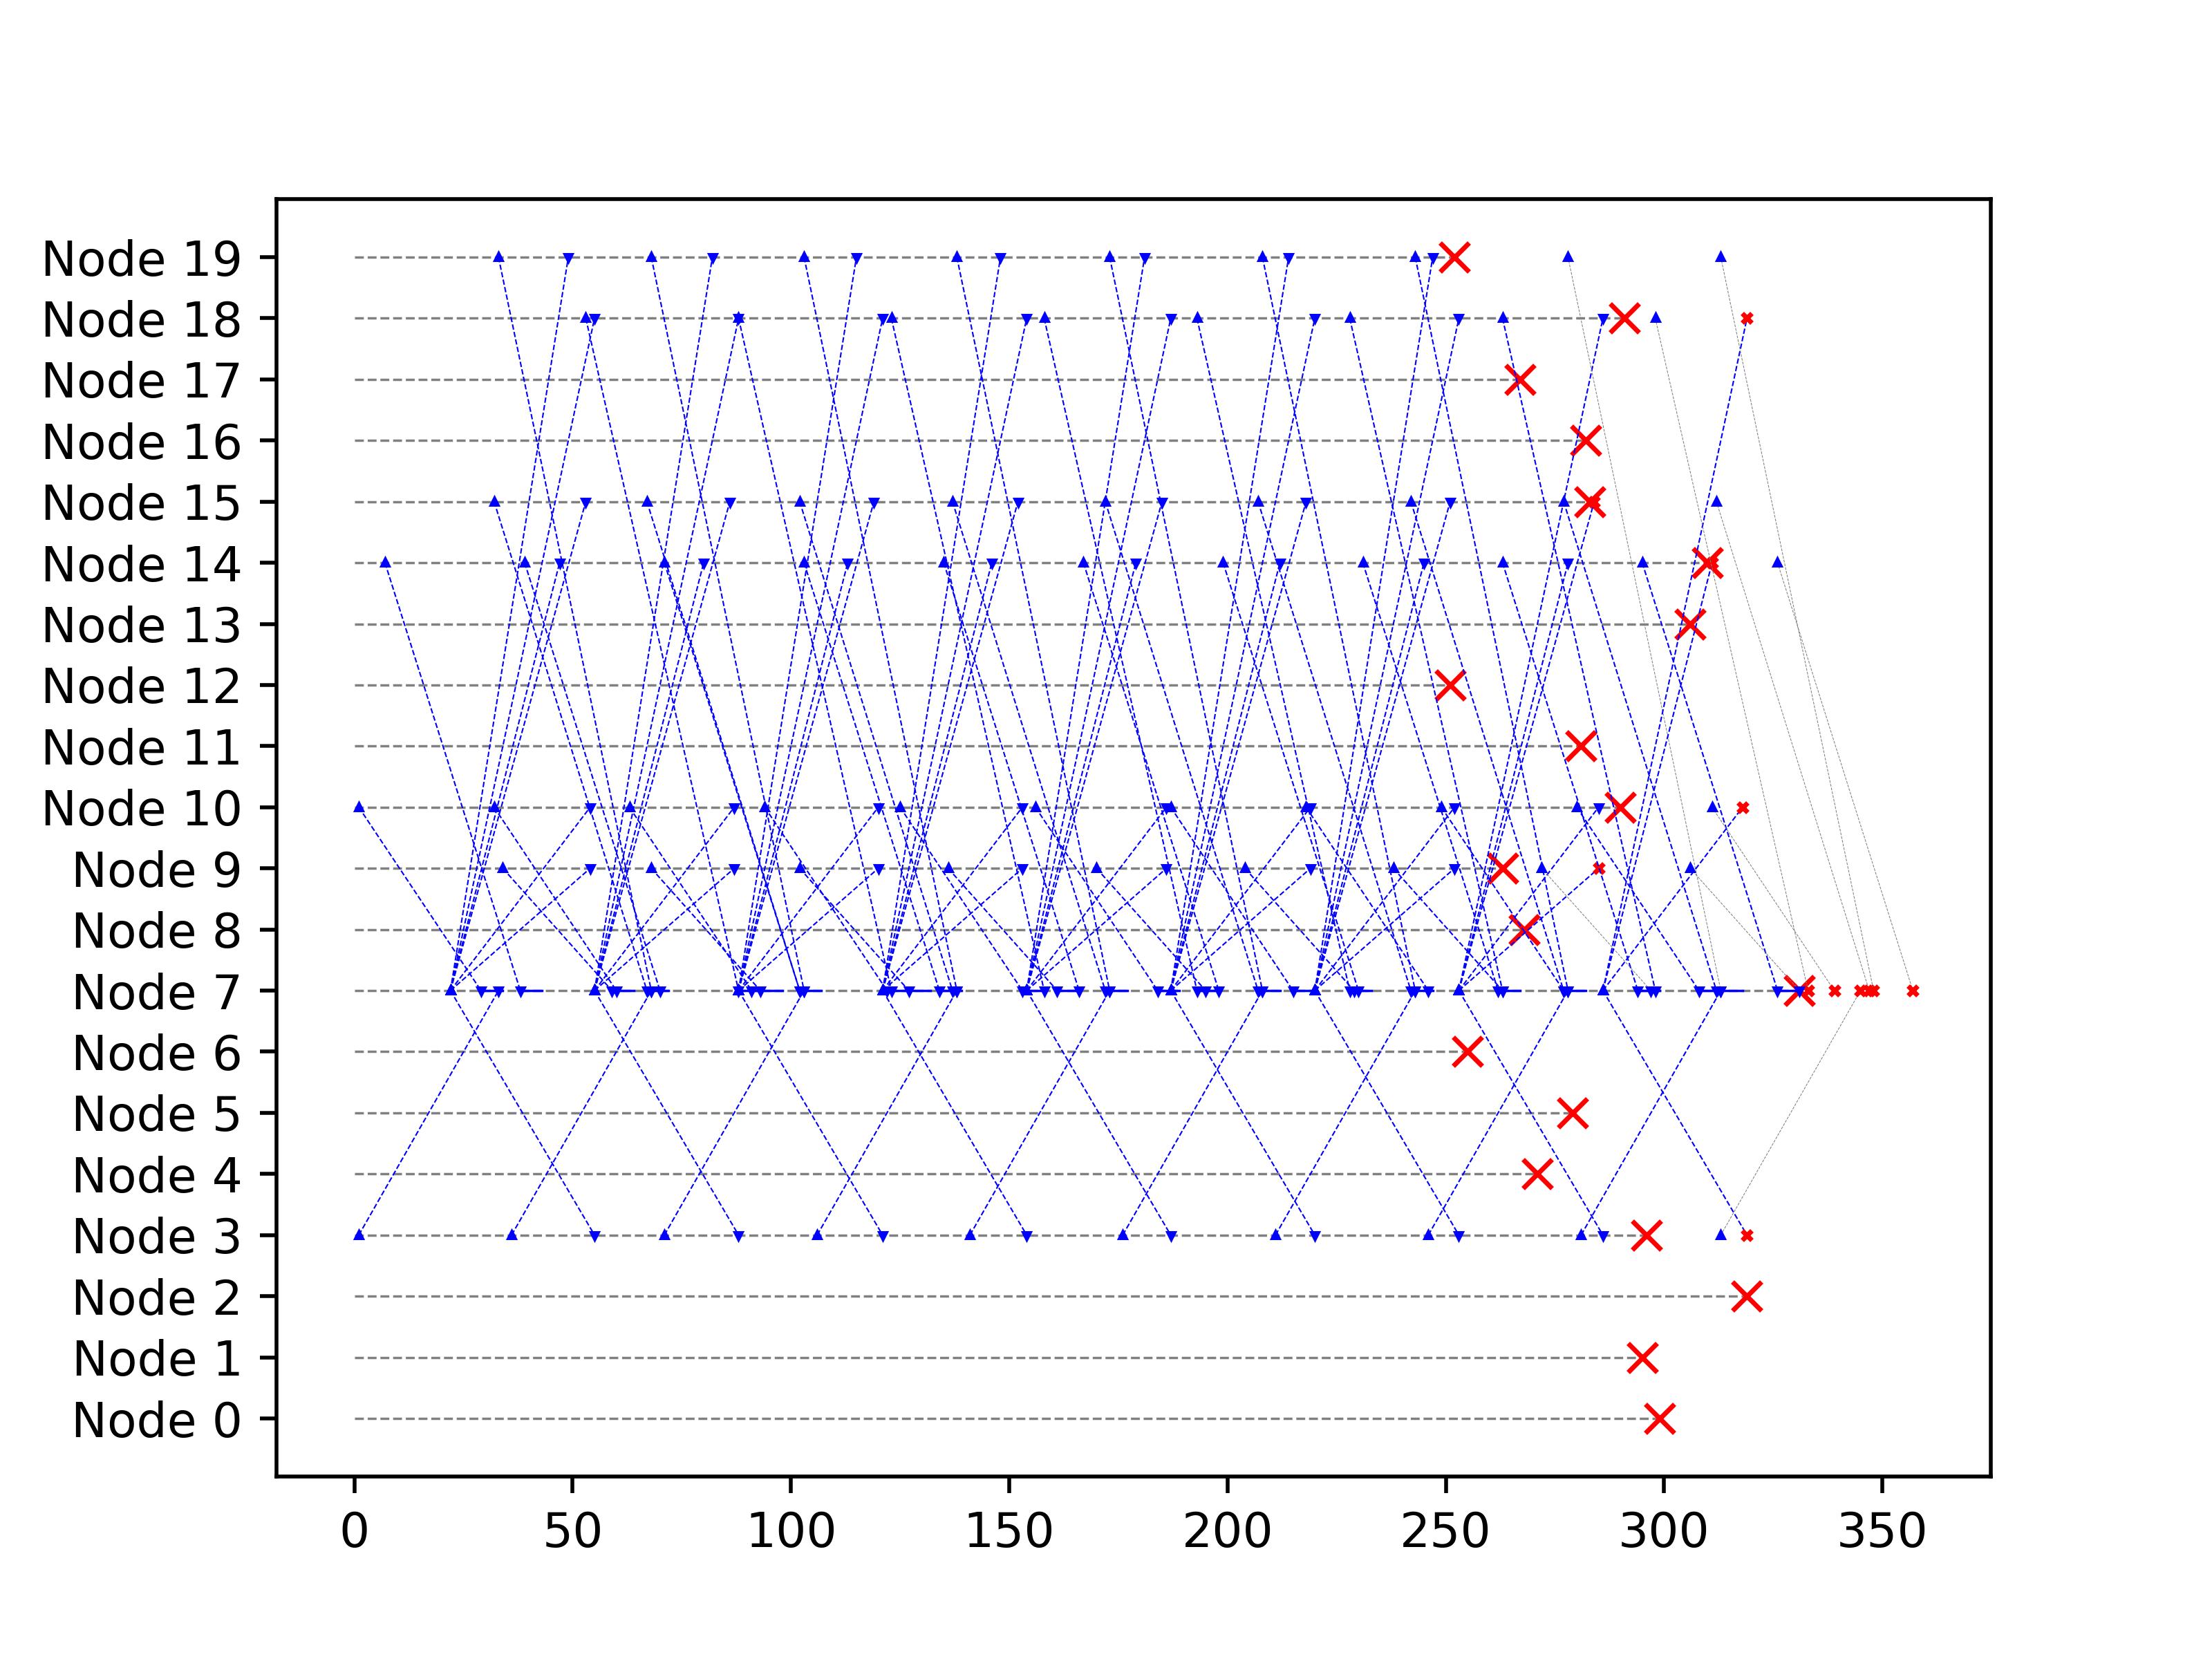 Node 19
Node 18
Node 17
Node 16
Node 15
Node 14
Node 13
Node 12
Node 11
Node 10
Node 9
Node 8
Node 7
Node 6
Node 5
Node 4
Node 3
Node 2
Node 1
Node 0
0 50 100 150 200 250 300 350